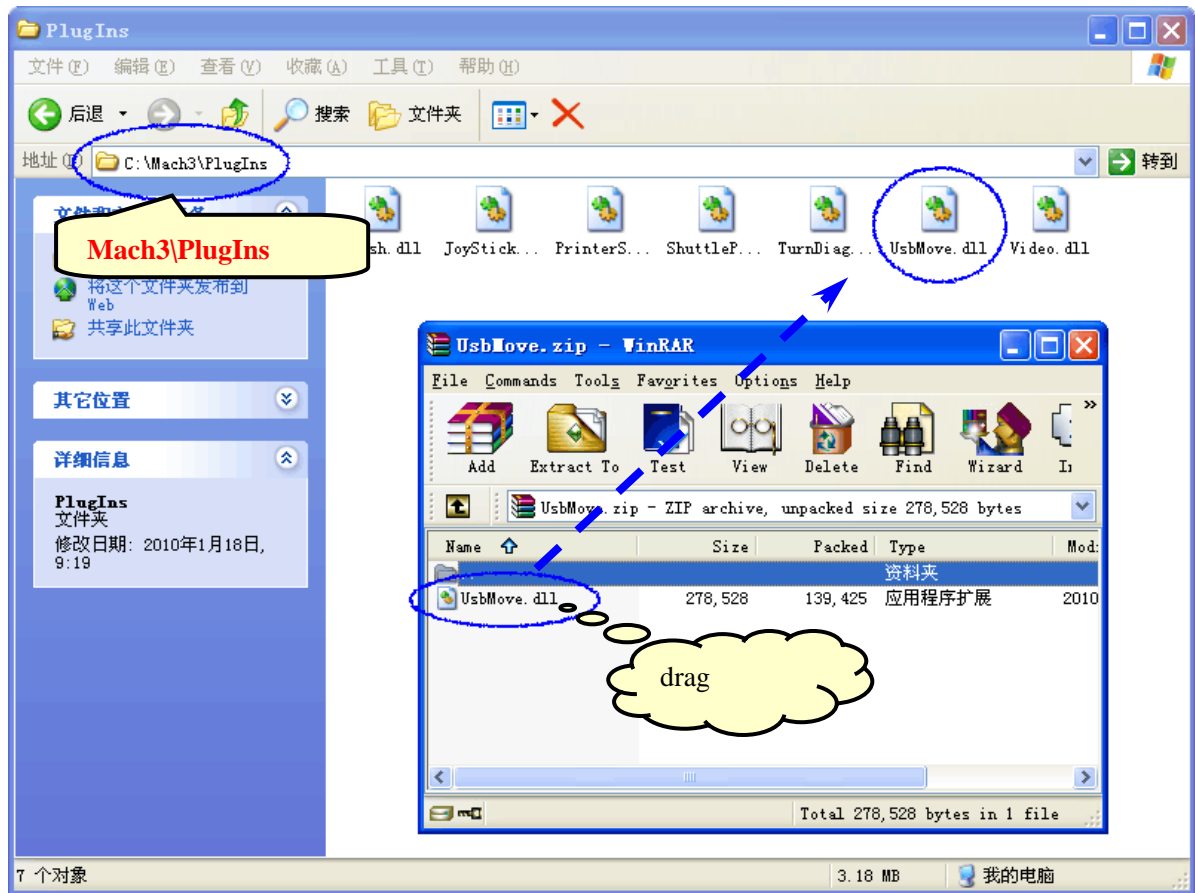 PlugIns
文件(F) 编辑(E) 查看(V) 收藏(A) 工具(T) 帮助(H)
后退 搜索 文件夹
地址(D) C:\Mach3\PlugIns 转到
Mach3\PlugIns
将这个文件夹发布到
Web
共享此文件夹
其它位置
详细信息
PlugIns
文件夹
修改日期: 2010年1月18日,
9:19
sh.dll JoyStick... PrinterS... ShuttleP... TurnDiag... UsbMove.dll Video.dll
UsbMove.zip - WinRAR
File Commands Tools Favorites Options Help
Add Extract To Test View Delete Find Wizard
UsbMove.zip - ZIP archive, unpacked size 278,528 bytes
Name Size Packed Type Mod:
.. 资料夹
UsbMove.dll 278,528 139,425 应用程序扩展 2010
drag
Total 278,528 bytes in 1 file
7 个对象 3.18 MB 我的电脑